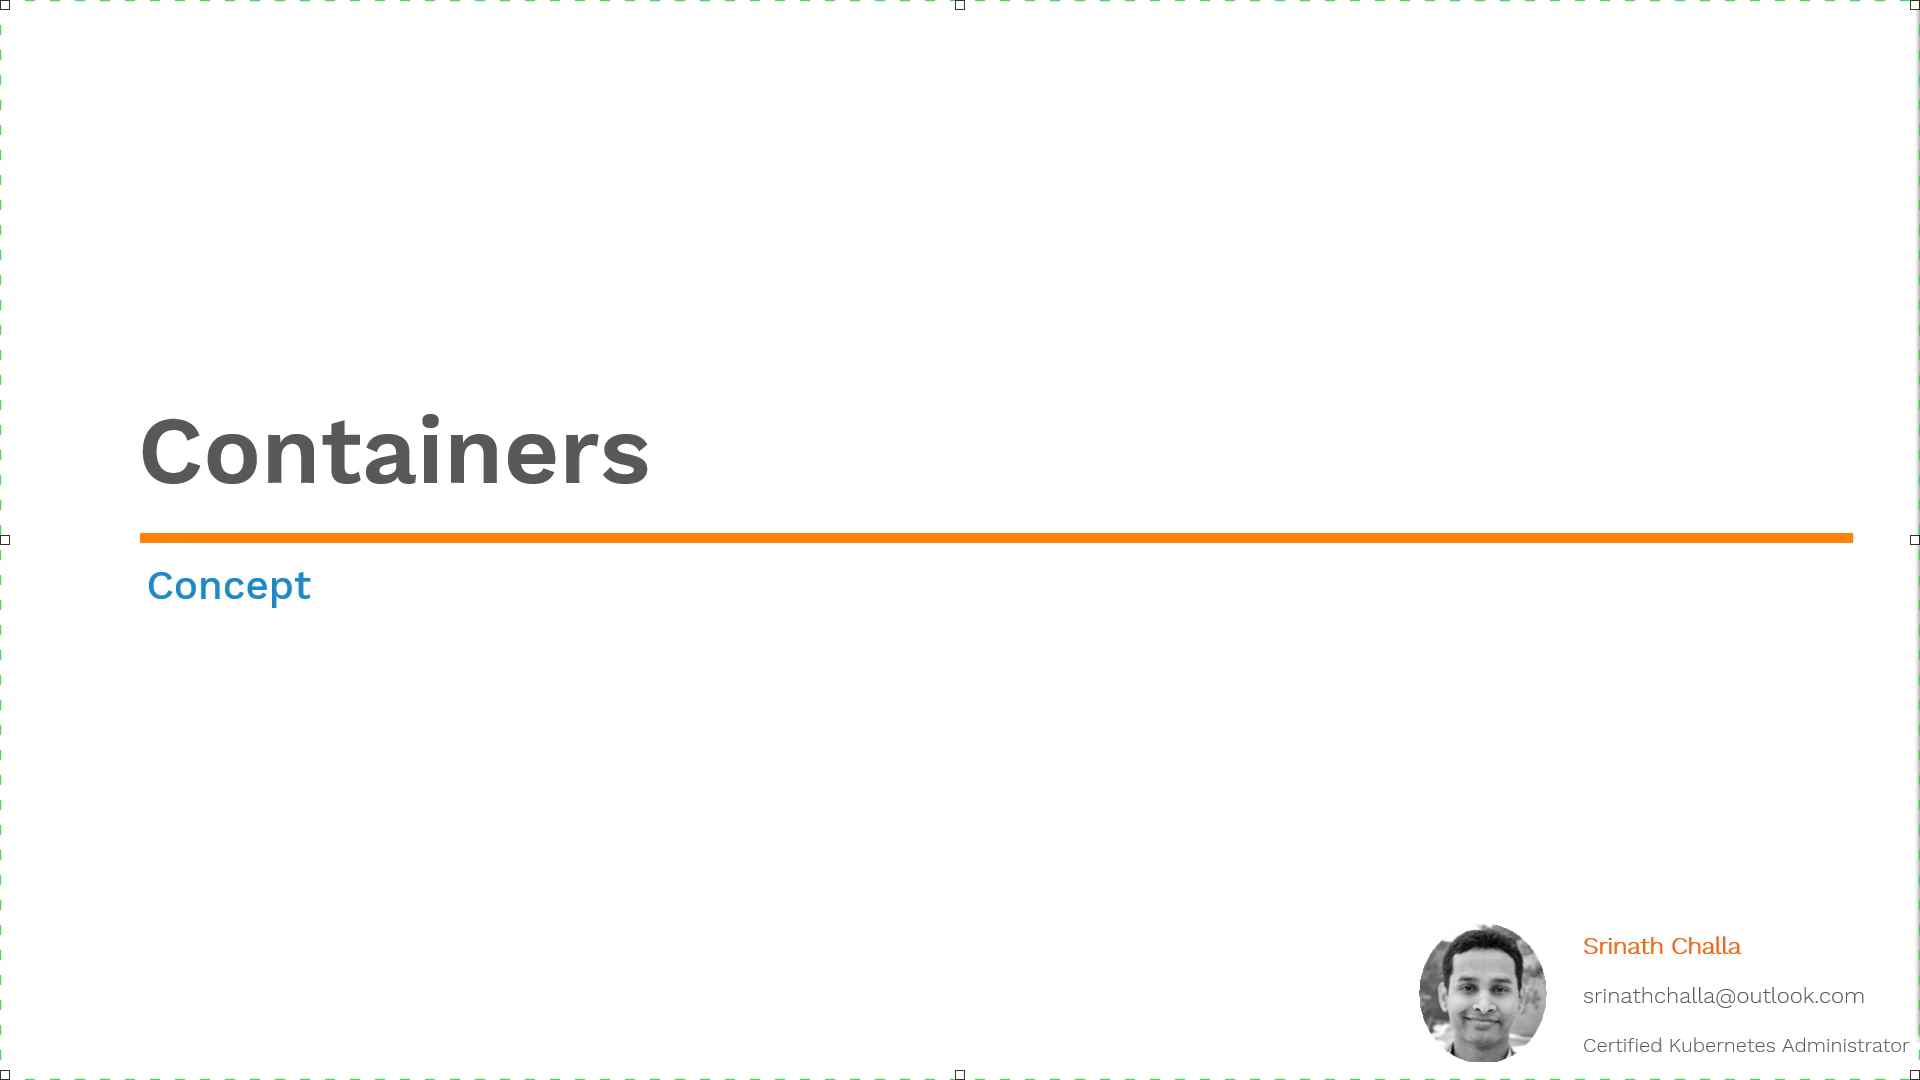 Containers
Concept
Srinath Challa
srinathchalla@outlook.com
Certified Kubernetes Administrator